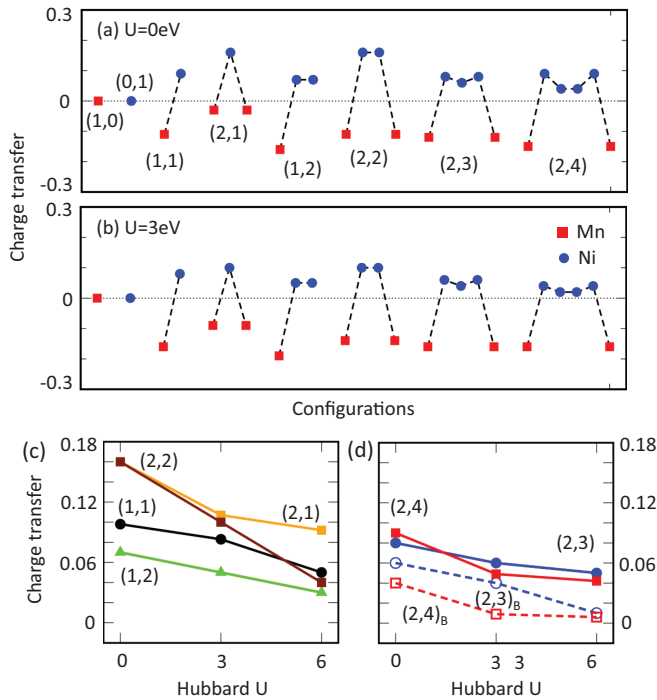 0.3
(a) U=0eV
(0,1)
0
(1,0)
(1,1)
(2,1)
(1,2)
(2,2)
(2,3)
(2,4)
-0.3
Charge transfer
0.3
(b) U=3eV
Mn
Ni
0
-0.3
Configurations
(c)
0.18
(2,2)
0.12
(1,1)
(2,1)
0.06
(1,2)
0
Charge transfer
0 3 6
Hubbard U
(d)
0.18
(2,4)
0.12
(2,3)
0.06
(2,4)B
(2,3)B
0
0 3 3 6
Hubbard U